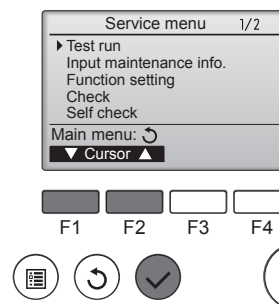 Service menu 1/2
Test run
Input maintenance info.
Function setting
Check
Self check
Main menu:
Cursor
F1 F2 F3 F4